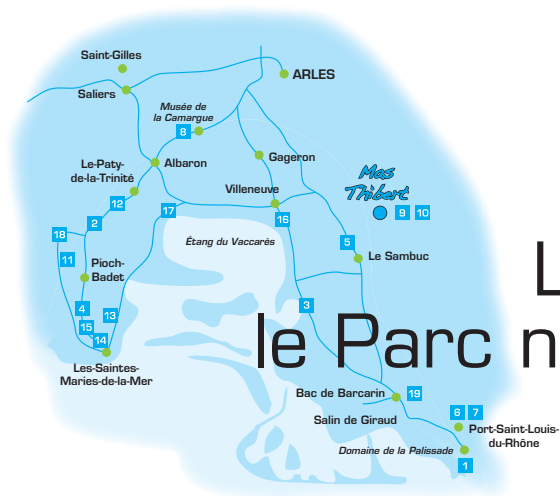 Saint-Gilles
ARLES
Saliers
Musée de
la Camargue
8
Albaron
Gageron
Le-Paty-
de-la-Trinité
Mas
Thibert
Villeneuve
12
17
9 10
2
16
18
Étang du Vaccarès
5
11
Le Sambuc
Pioch-
Badet
L
4
3
13
15
le Parc n
14
Les-Saintes-
Maries-de-la-Mer
Bac de Barcarin
19
Salin de Giraud
6 7
Port-Saint-Louis-
du-Rhône
Domaine de la Palissade
1